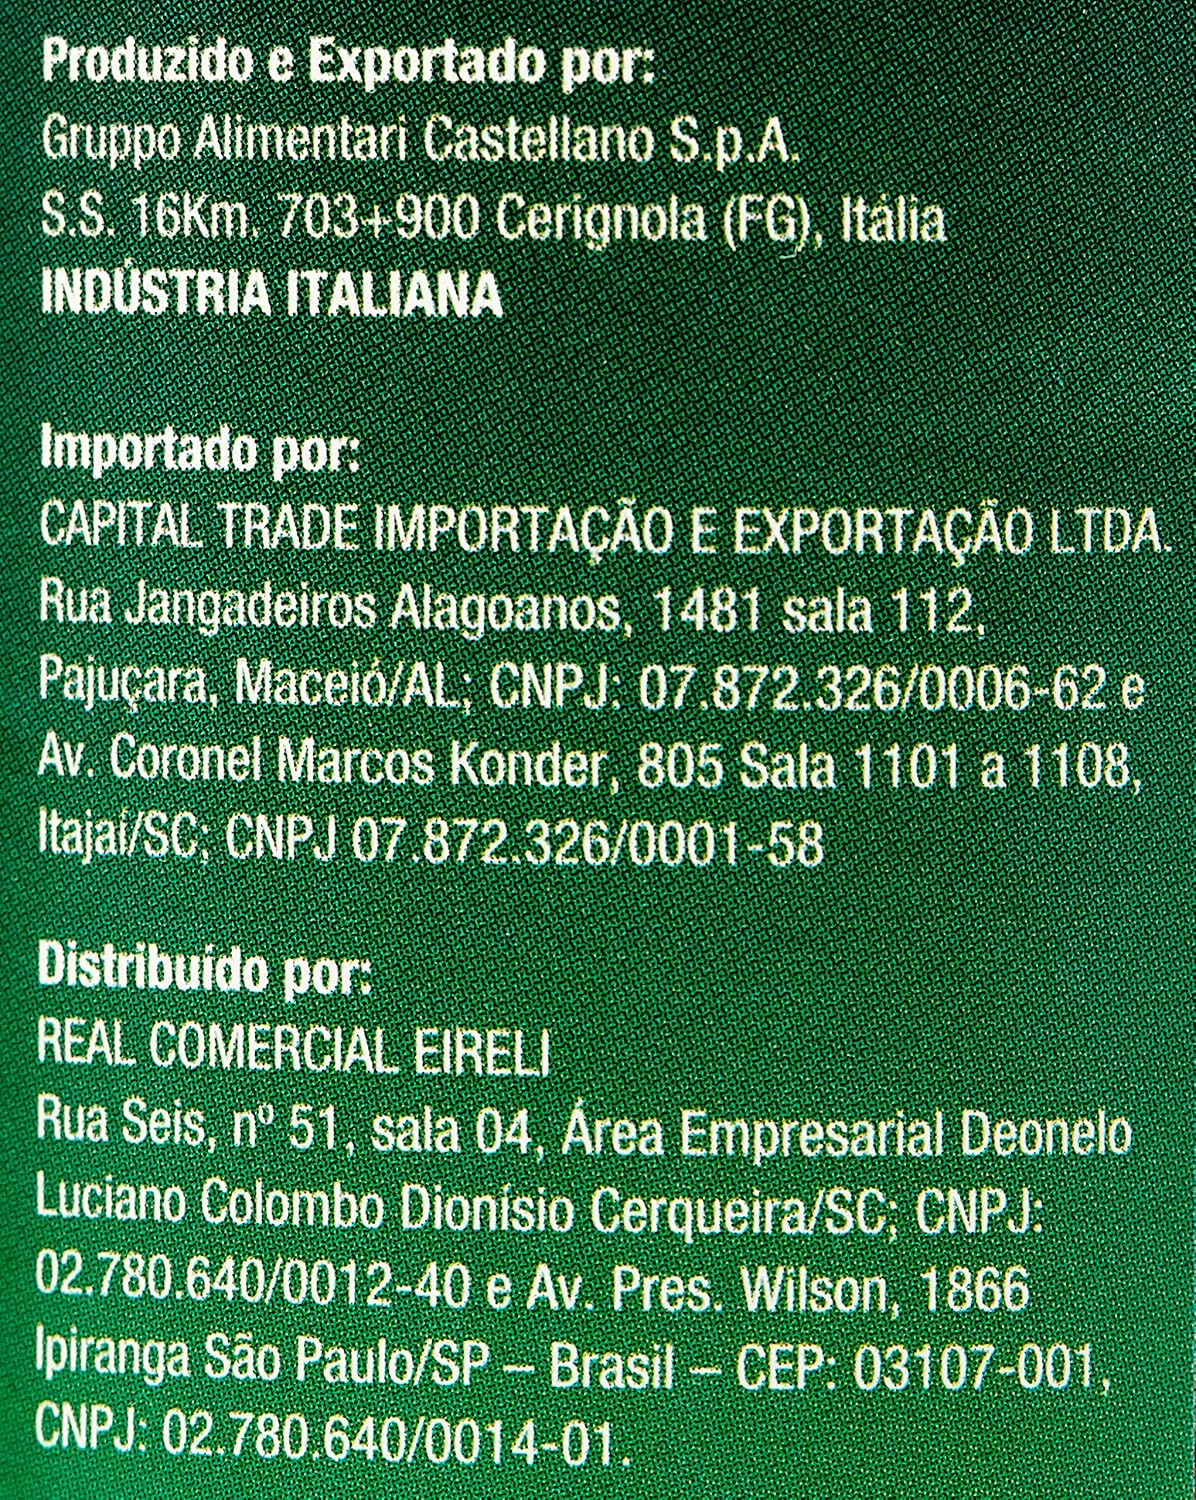 Produzido e Exportado por:
Gruppo Alimentari Castellano S.p.A.
S.S. 16Km. 703+900 Cerignola (FG), Itália
INDÚSTRIA ITALIANA
Importado por:
CAPITAL TRADE IMPORTAÇÃO E EXPORTAÇÃO LTDA.
Rua Jangadeiros Alagoanos, 1481 sala 112,
Pajuçara, Maceió/AL; CNPJ: 07.872.326/0006-62 e
Av. Coronel Marcos Konder, 805 Sala 1101 a 1108,
Itajaí/SC; CNPJ 07.872.326/0001-58
Distribuído por:
REAL COMERCIAL EIRELI
Rua Seis, nº 51, sala 04, Área Empresarial Deonelo
Luciano Colombo Dionísio Cerqueira/SC; CNPJ:
02.780.640/0012-40 e Av. Pres. Wilson, 1866
Ipiranga São Paulo/SP – Brasil – CEP: 03107-001,
CNPJ: 02.780.640/0014-01.